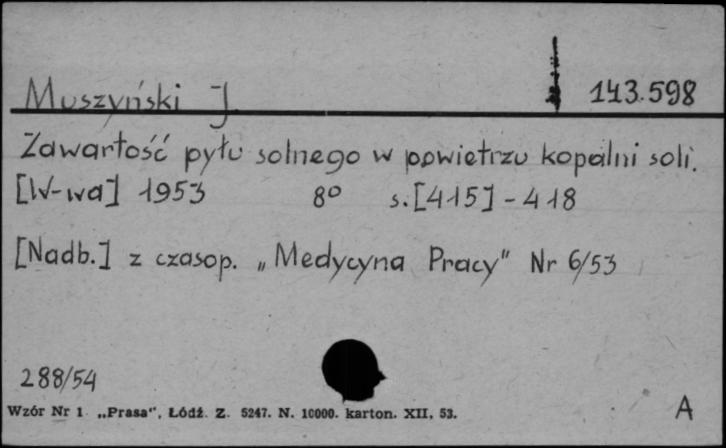 143.598
Muszyński J.
Zawartość pyłu solnego w powietrzu kopalni soli.
[W-wa] 1953 8° s. [415] - 418
[Nadb.] z czasop. „Medycyna Pracy" Nr 6/53
288/54
Wzór Nr 1 „Prasa", Łódź Z. 5247. N. 10000. karton. XII. 53.
A